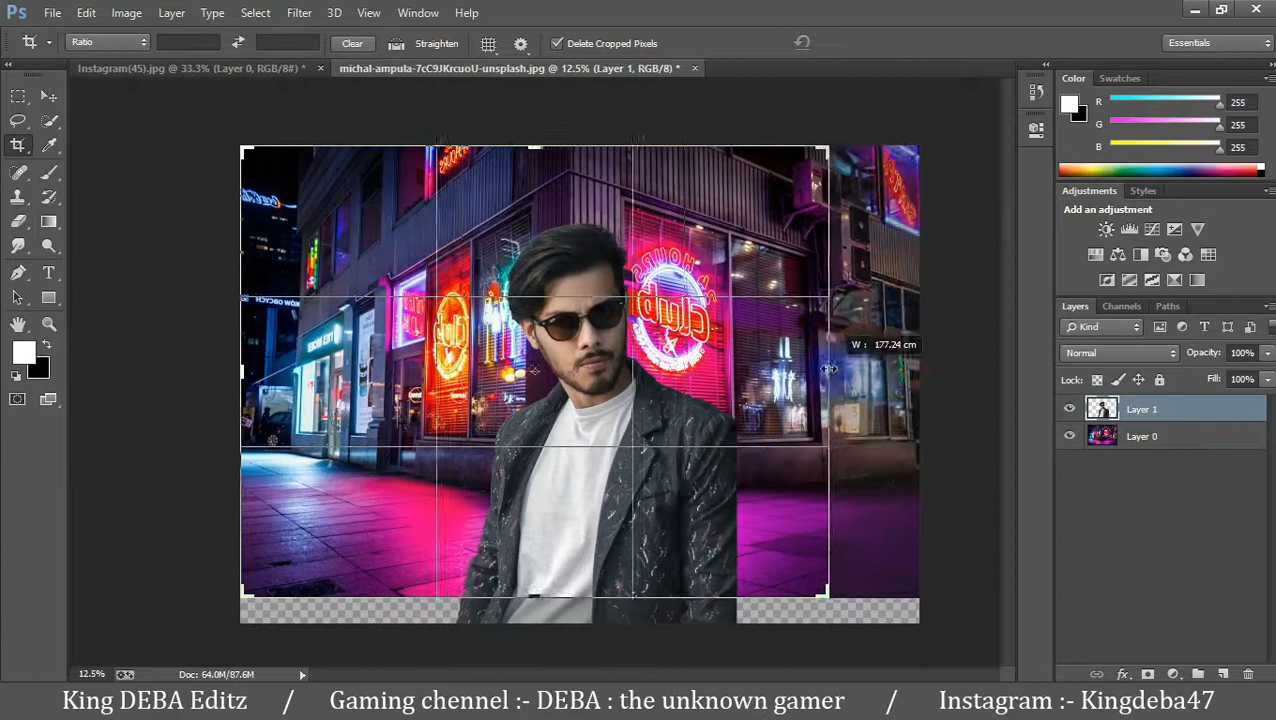 Ps File Edit Image Layer Type Select Filter 3D View Window Help
Ratio Clear Straighten Delete Cropped Pixels Essentials
Instagram(45).jpg @ 33.3% (Layer 0, RGB/8#) × michal-ampula-7cC9JKrcuoU-unsplash.jpg @ 12.5% (Layer 1, RGB/8) * ×
Color Swatches
R 255
G 255
B 255
Adjustments Styles
Add an adjustment
Layers Channels Paths
Kind
Normal Opacity: 100%
Lock: Fill: 100%
Layer 1
Layer 0
W : 177.24 cm
HOURS
club
club
12.5% Doc: 64.0M/87.6M
King DEBA Editz / Gaming chennel :- DEBA : the unknown gamer / Instagram :- Kingdeba47